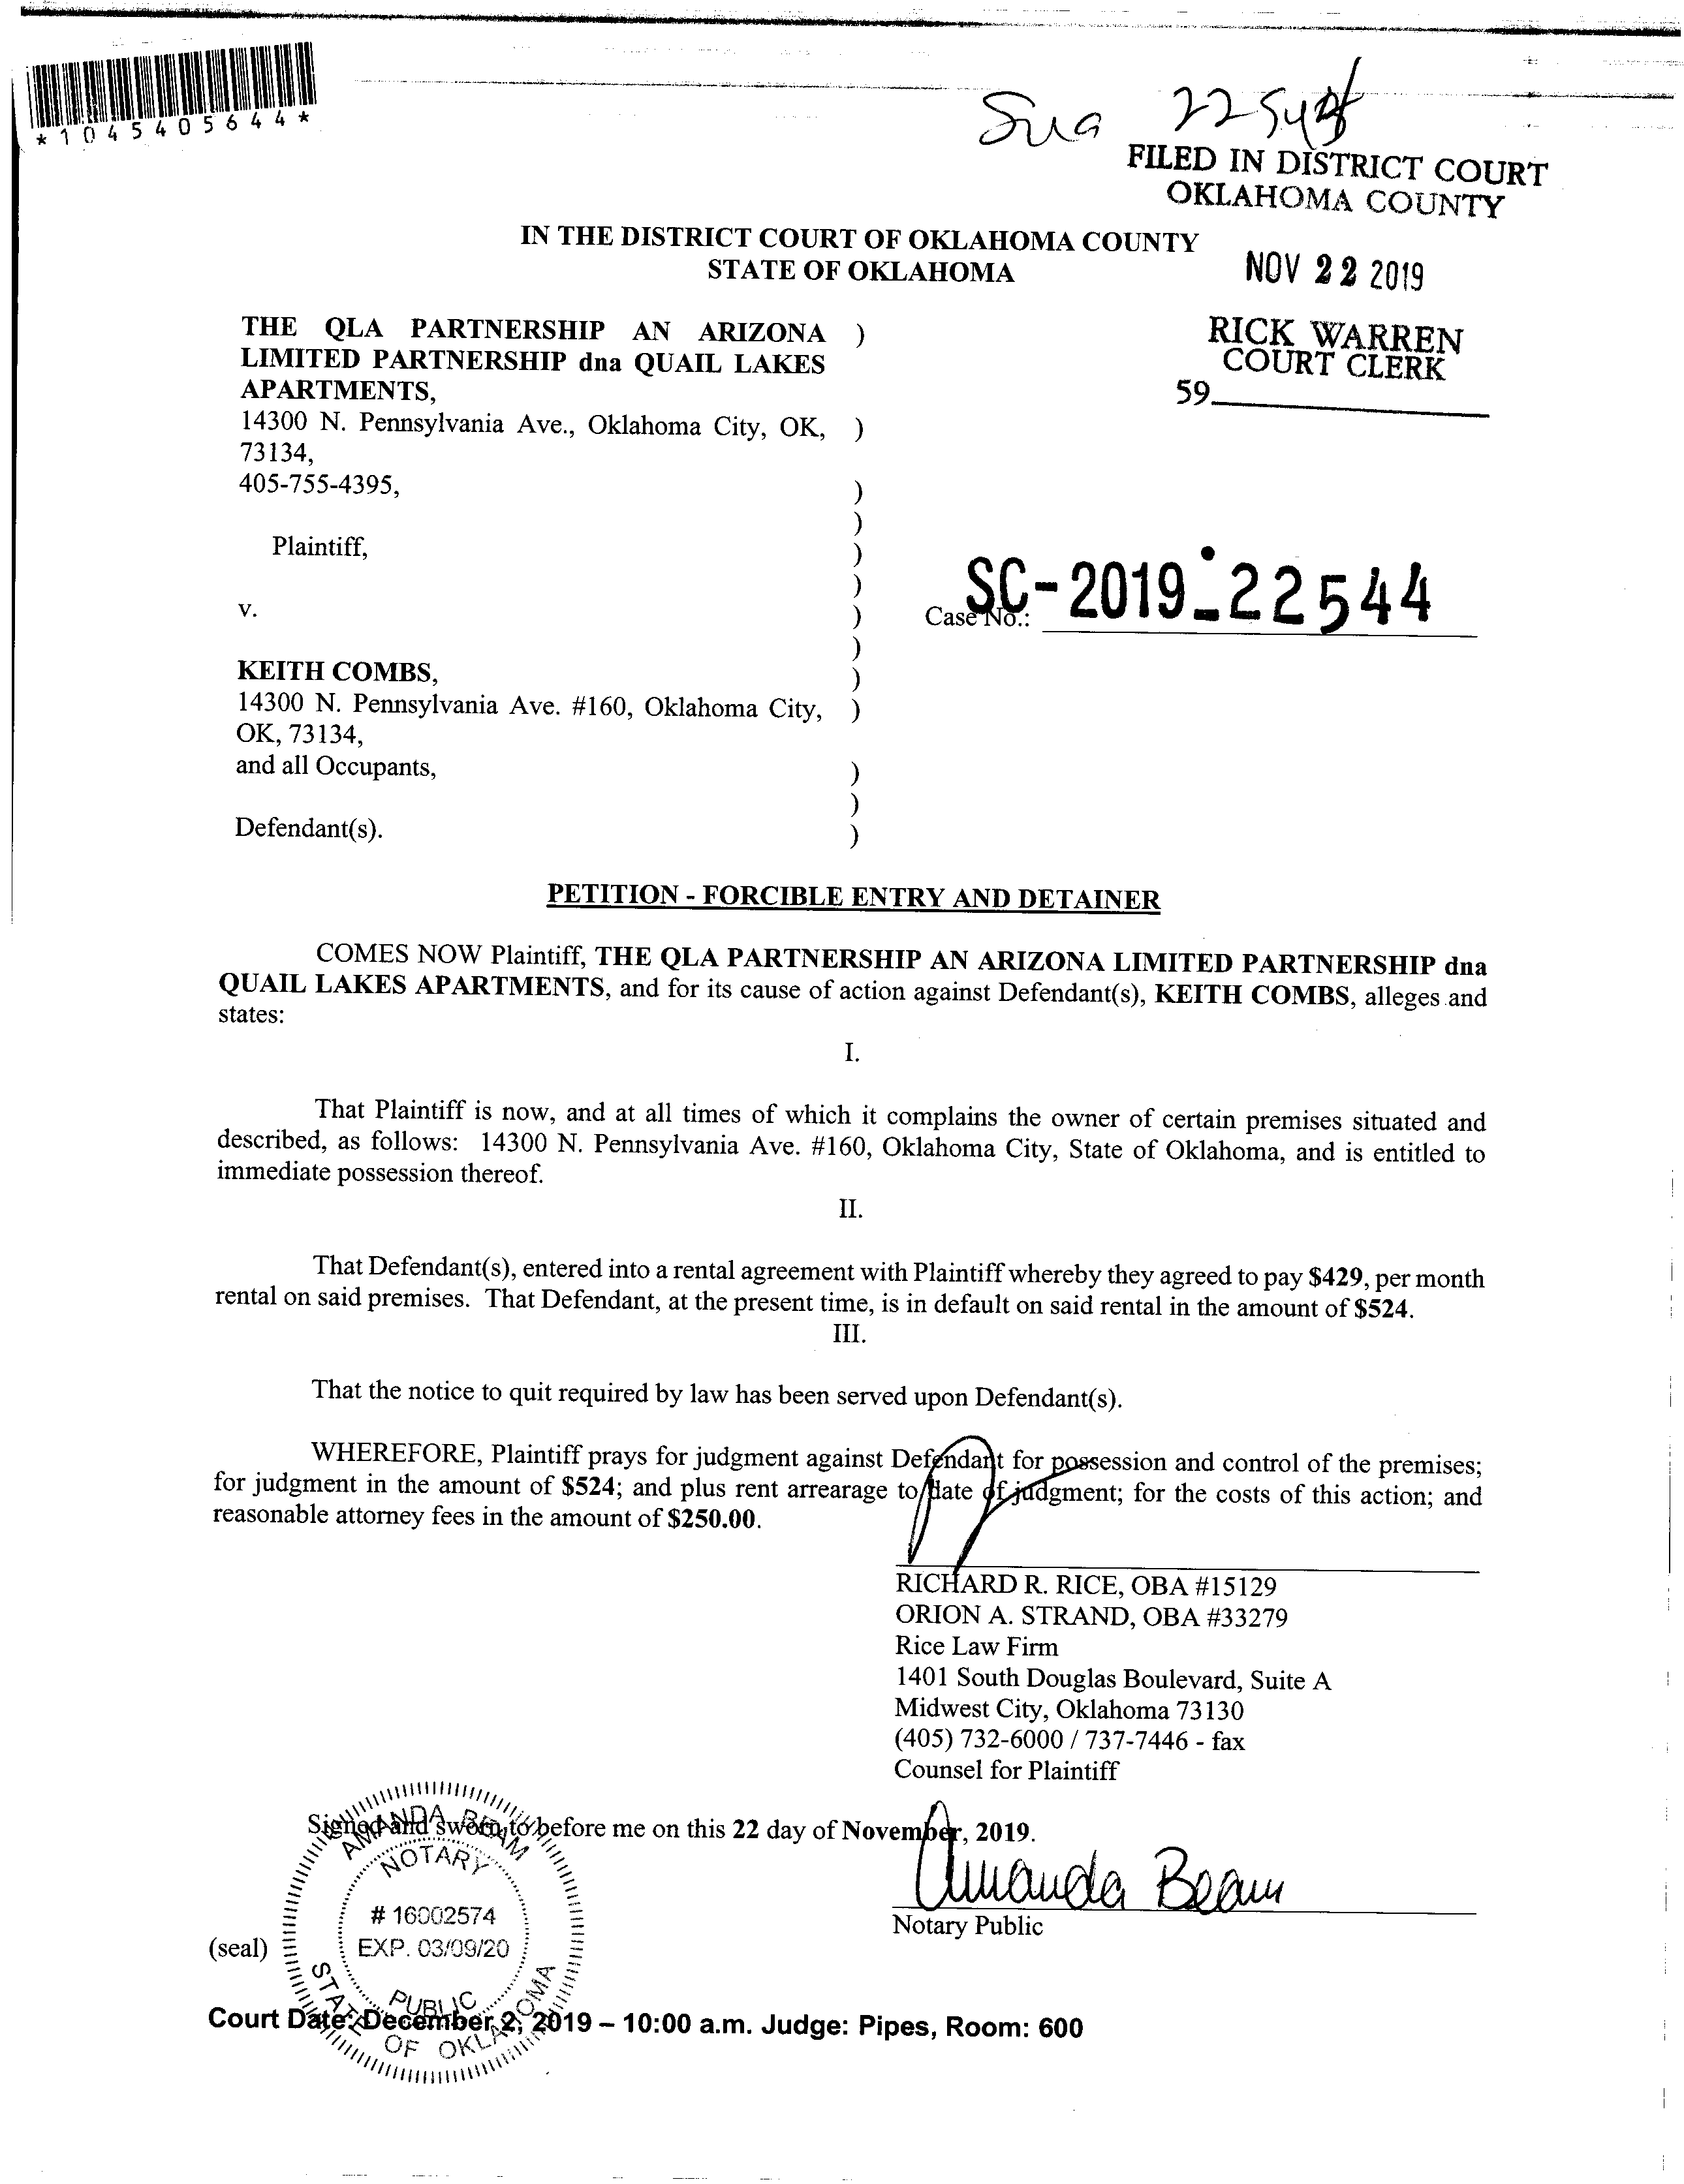 *1045405644*
FILED IN DISTRICT COURT
OKLAHOMA COUNTY
IN THE DISTRICT COURT OF OKLAHOMA COUNTY
STATE OF OKLAHOMA
NOV 22 2019
RICK WARREN
COURT CLERK
59
THE QLA PARTNERSHIP AN ARIZONA )
LIMITED PARTNERSHIP dna QUAIL LAKES
APARTMENTS,
14300 N. Pennsylvania Ave., Oklahoma City, OK, )
73134,
405-755-4395, )
)
Plaintiff, )
)
v. )
)
Case No.: SC-2019-22544
KEITH COMBS, )
14300 N. Pennsylvania Ave. #160, Oklahoma City, )
OK, 73134,
and all Occupants, )
)
Defendant(s). )
PETITION - FORCIBLE ENTRY AND DETAINER
COMES NOW Plaintiff, THE QLA PARTNERSHIP AN ARIZONA LIMITED PARTNERSHIP dna
QUAIL LAKES APARTMENTS, and for its cause of action against Defendant(s), KEITH COMBS, alleges and
states:
I.
That Plaintiff is now, and at all times of which it complains the owner of certain premises situated and
described, as follows: 14300 N. Pennsylvania Ave. #160, Oklahoma City, State of Oklahoma, and is entitled to
immediate possession thereof.
II.
That Defendant(s), entered into a rental agreement with Plaintiff whereby they agreed to pay $429, per month
rental on said premises. That Defendant, at the present time, is in default on said rental in the amount of $524.
III.
That the notice to quit required by law has been served upon Defendant(s).
WHEREFORE, Plaintiff prays for judgment against Defendant for possession and control of the premises;
for judgment in the amount of $524; and plus rent arrearage to date of judgment; for the costs of this action; and
reasonable attorney fees in the amount of $250.00.
RICHARD R. RICE, OBA #15129
ORION A. STRAND, OBA #33279
Rice Law Firm
1401 South Douglas Boulevard, Suite A
Midwest City, Oklahoma 73130
(405) 732-6000 / 737-7446 - fax
Counsel for Plaintiff
Signed and sworn to before me on this 22 day of November, 2019.
Amanda Beam
Notary Public
(seal)
AMANDA BEAM
NOTARY
# 16002574
EXP. 03/09/20
PUBLIC
STATE OF OKLAHOMA
Court Date: December 2, 2019 – 10:00 a.m. Judge: Pipes, Room: 600